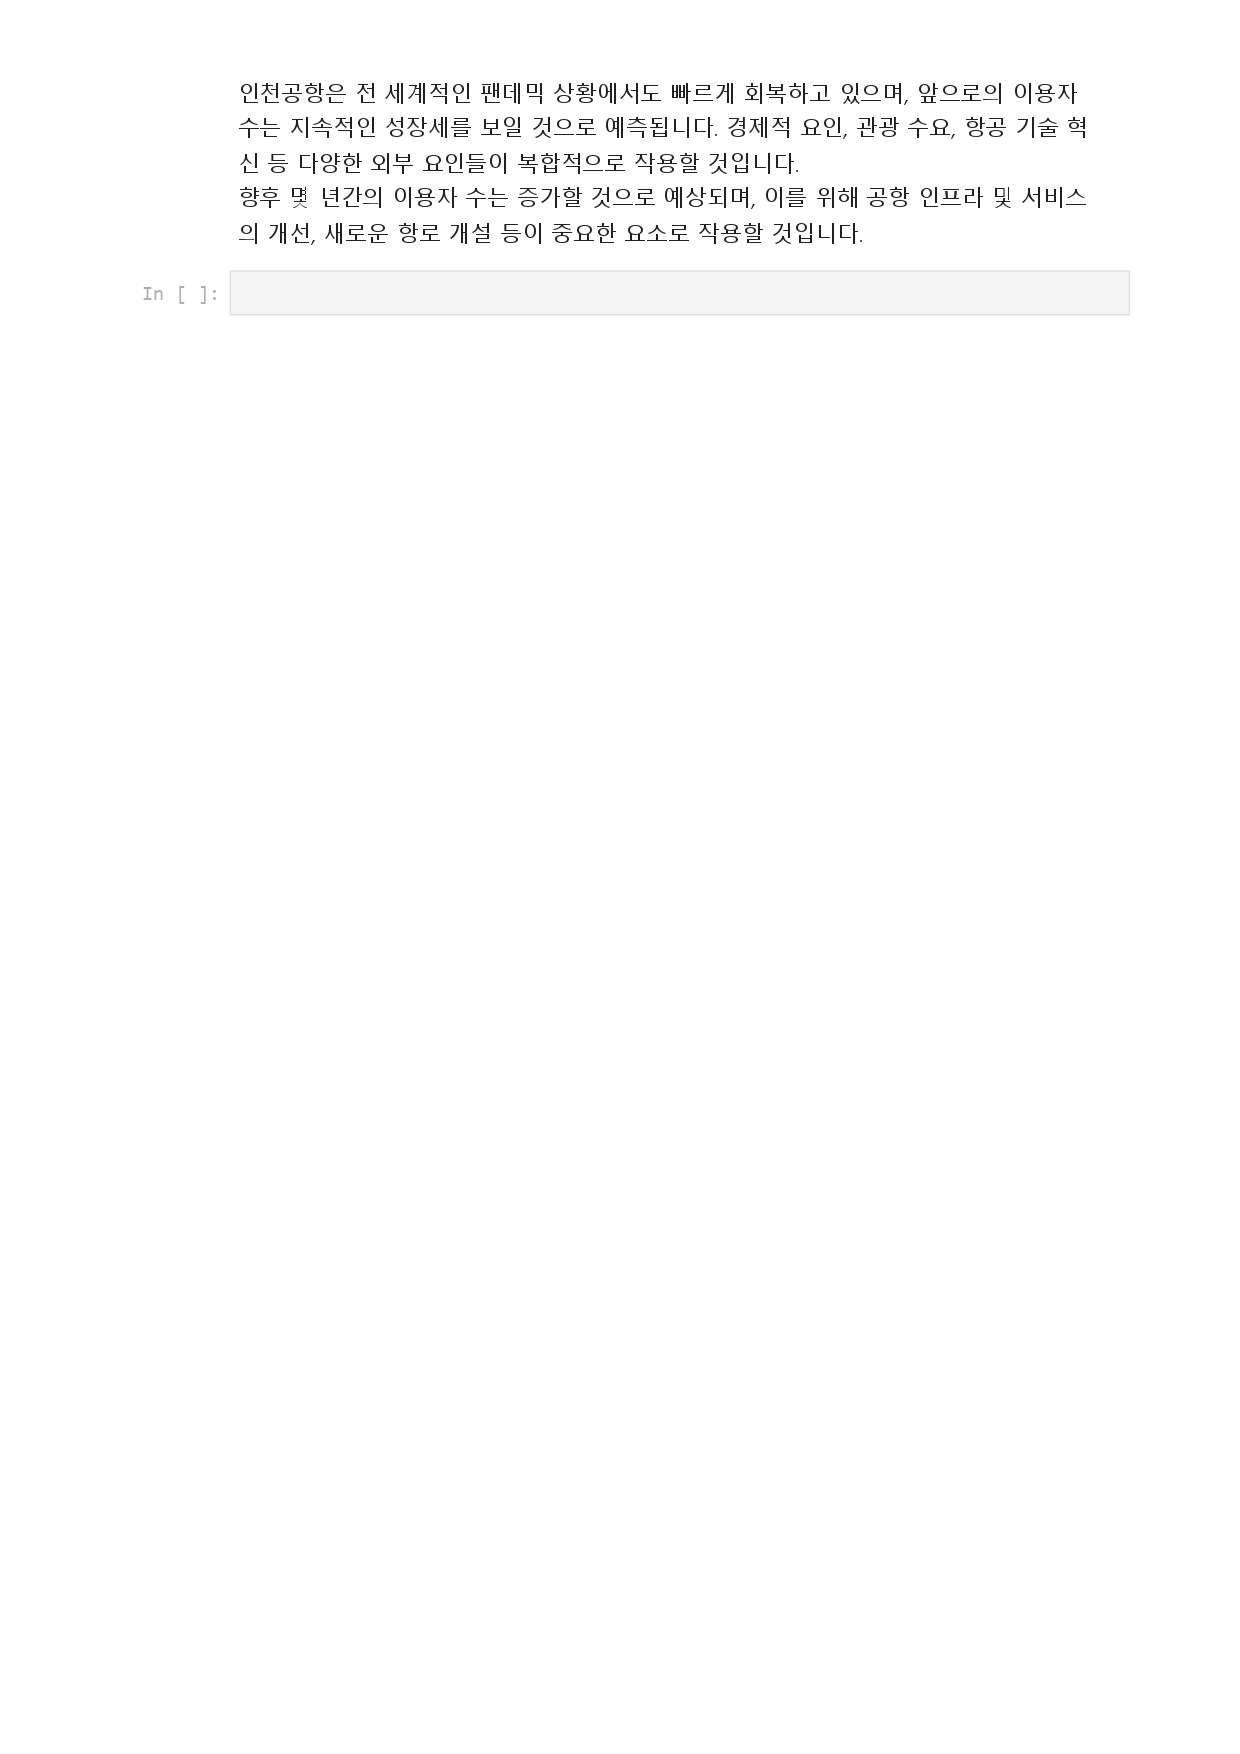 인천공항은 전 세계적인 팬데믹 상황에서도 빠르게 회복하고 있으며, 앞으로의 이용자
수는 지속적인 성장세를 보일 것으로 예측됩니다. 경제적 요인, 관광 수요, 항공 기술 혁
신 등 다양한 외부 요인들이 복합적으로 작용할 것입니다.
향후 몇 년간의 이용자 수는 증가할 것으로 예상되며, 이를 위해 공항 인프라 및 서비스
의 개선, 새로운 항로 개설 등이 중요한 요소로 작용할 것입니다.
In [ ]: